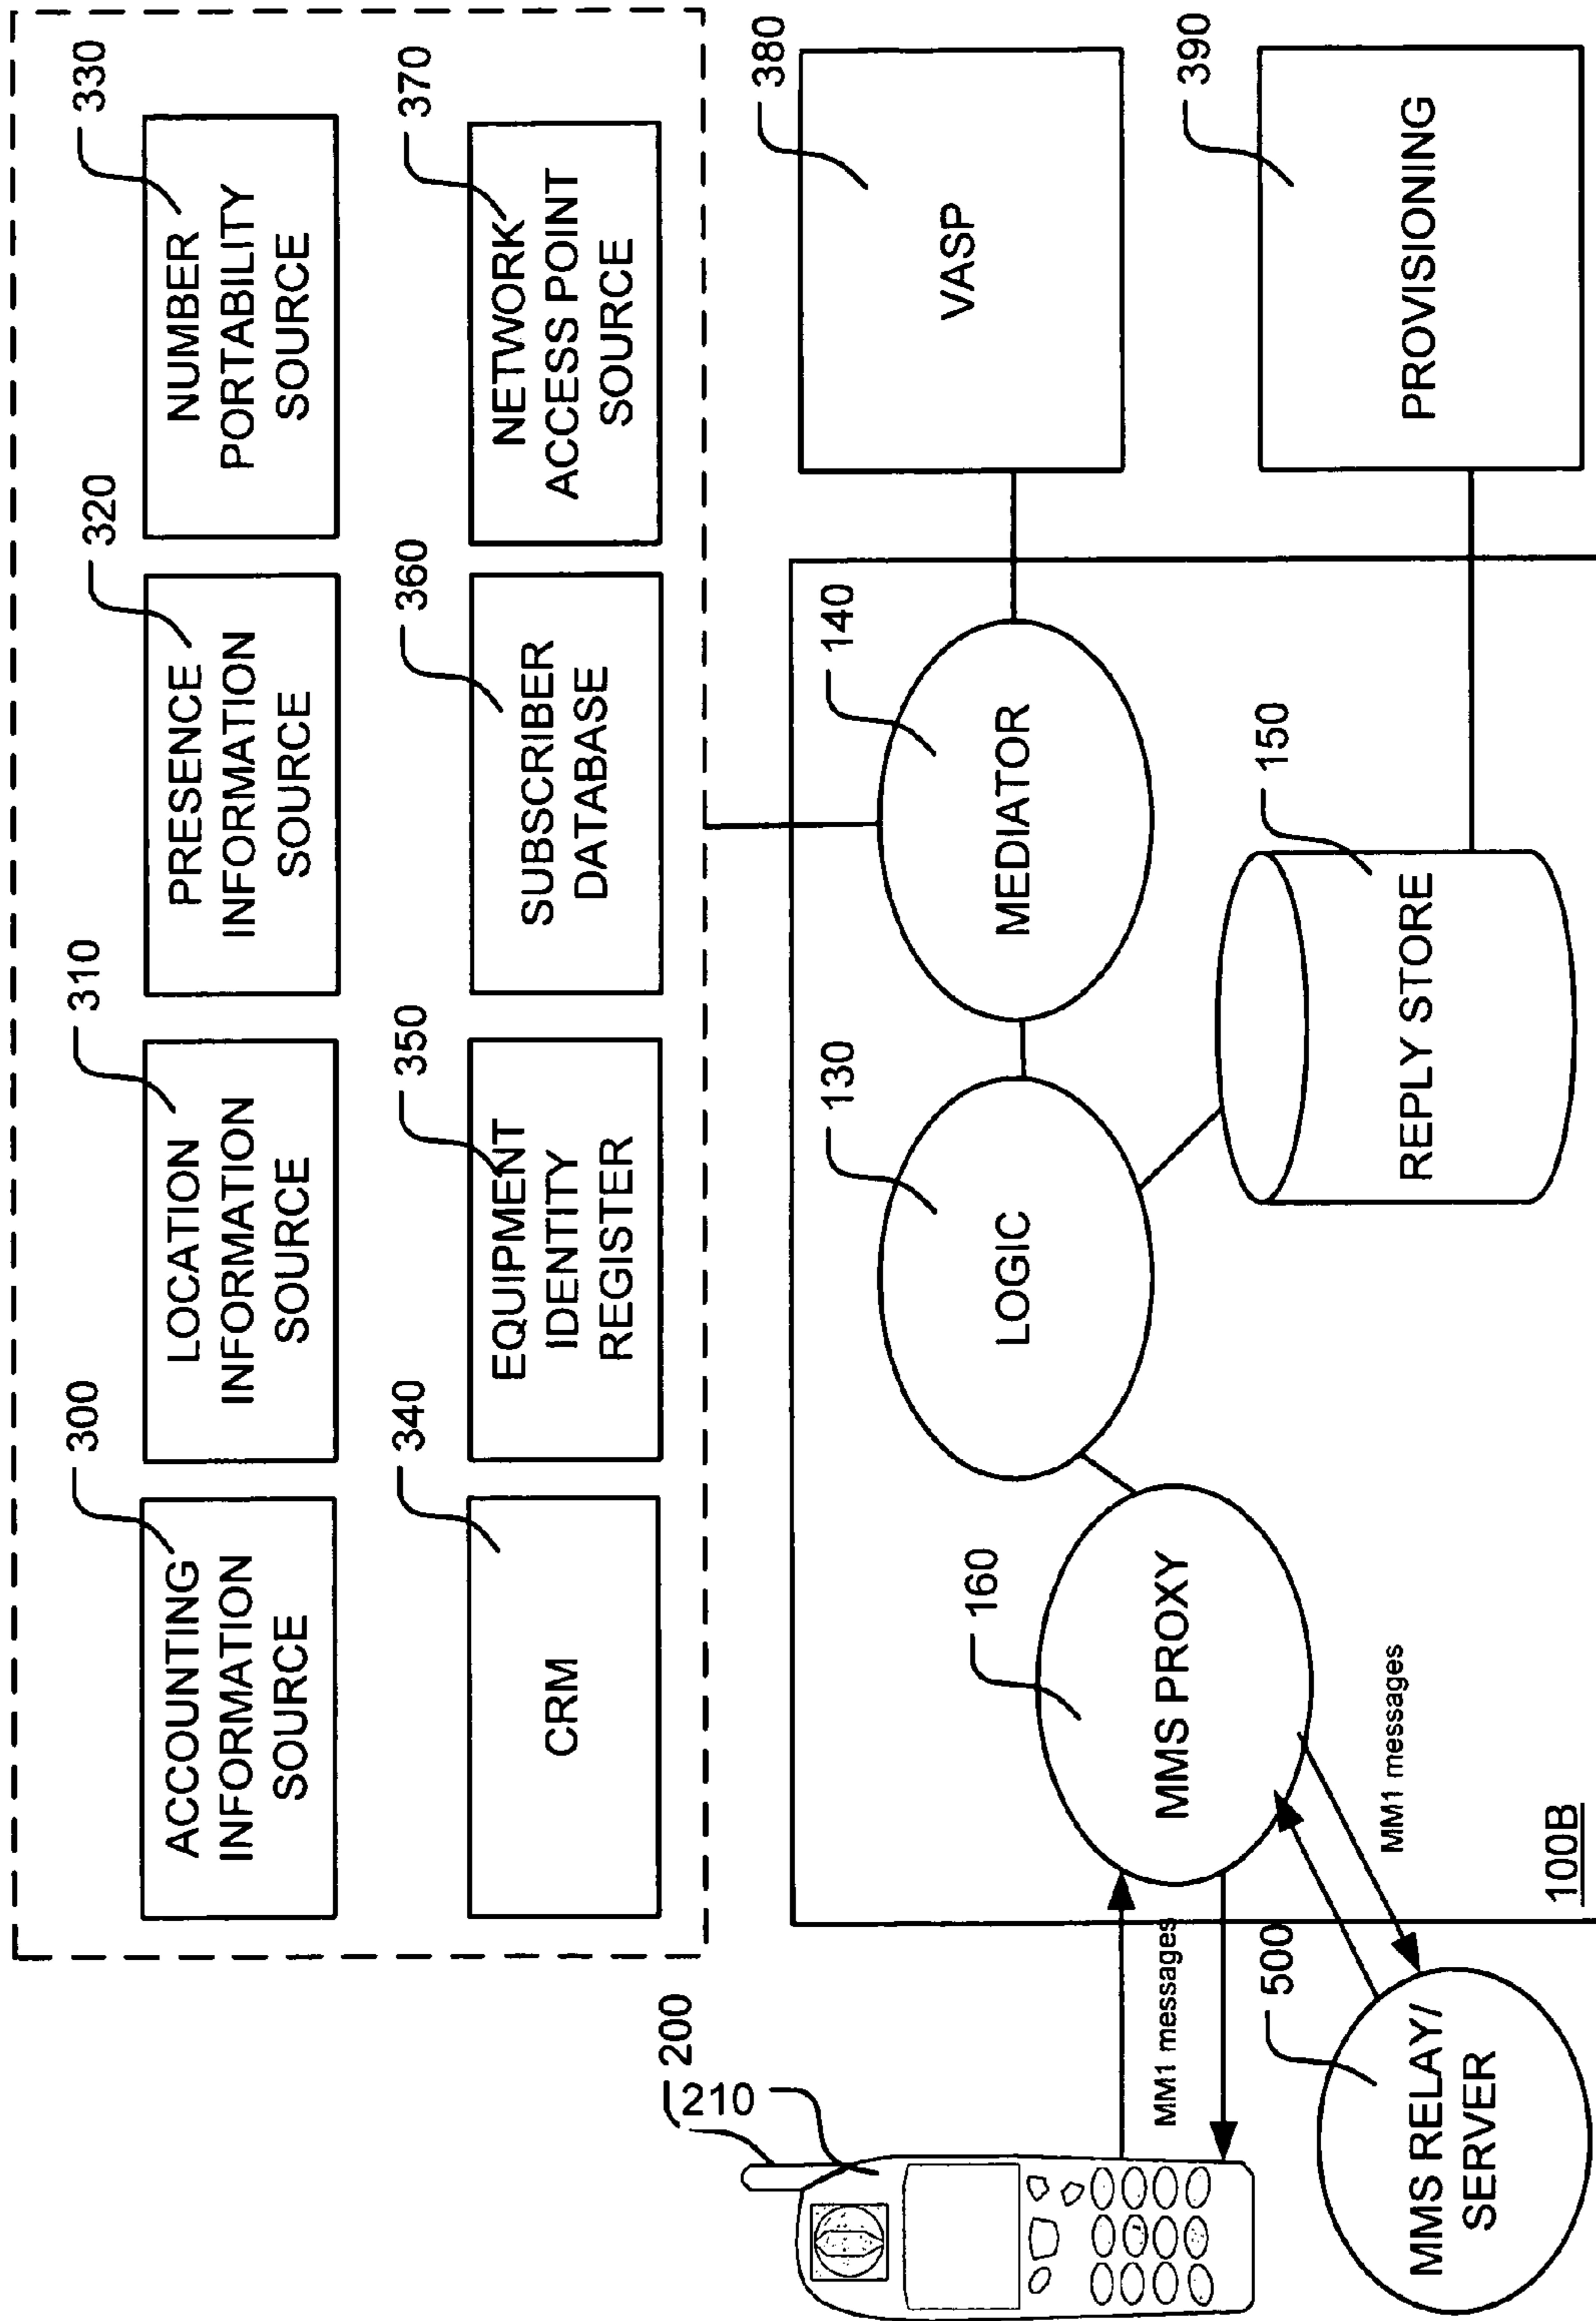 300
ACCOUNTING
INFORMATION
SOURCE
310
LOCATION
INFORMATION
SOURCE
320
PRESENCE
INFORMATION
SOURCE
330
NUMBER
PORTABILITY
SOURCE
340
CRM
350
EQUIPMENT
IDENTITY
REGISTER
360
SUBSCRIBER
DATABASE
370
NETWORK
ACCESS POINT
SOURCE
200
210
MM1 messages
160
MMS PROXY
130
LOGIC
140
MEDIATOR
380
VASP
500
MMS RELAY/
SERVER
MM1 messages
100B
150
REPLY STORE
390
PROVISIONING